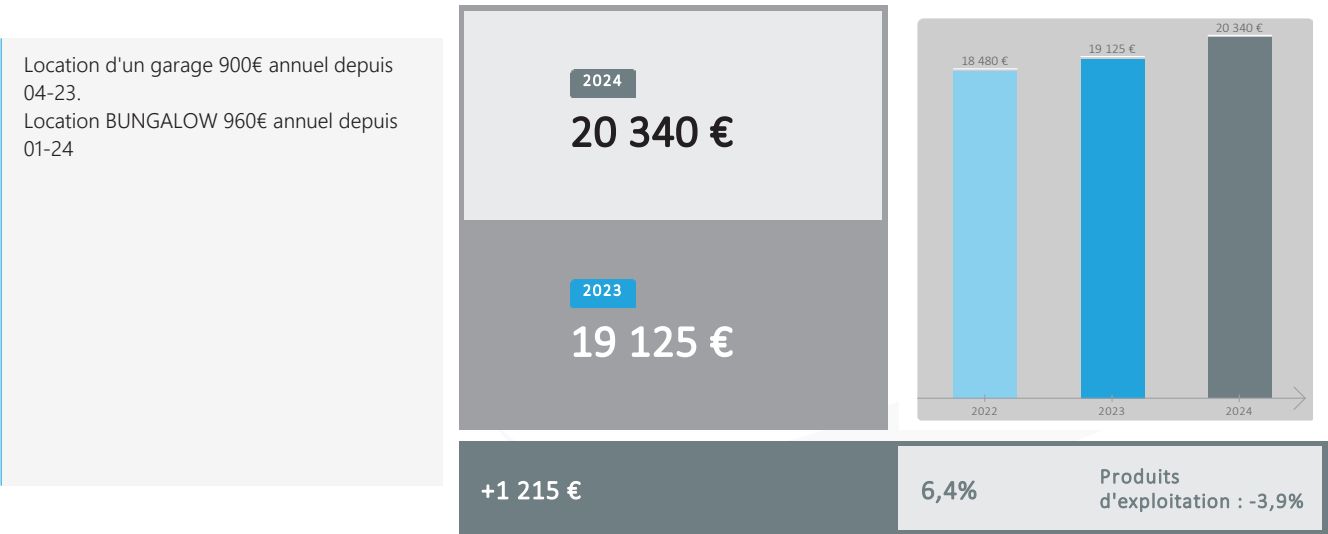 Location d'un garage 900€ annuel depuis
04-23.
Location BUNGALOW 960€ annuel depuis
01-24
2024
20 340 €
2023
19 125 €
18 480 €
19 125 €
20 340 €
2022
2023
2024
+1 215 €
6,4%
Produits
d'exploitation : -3,9%